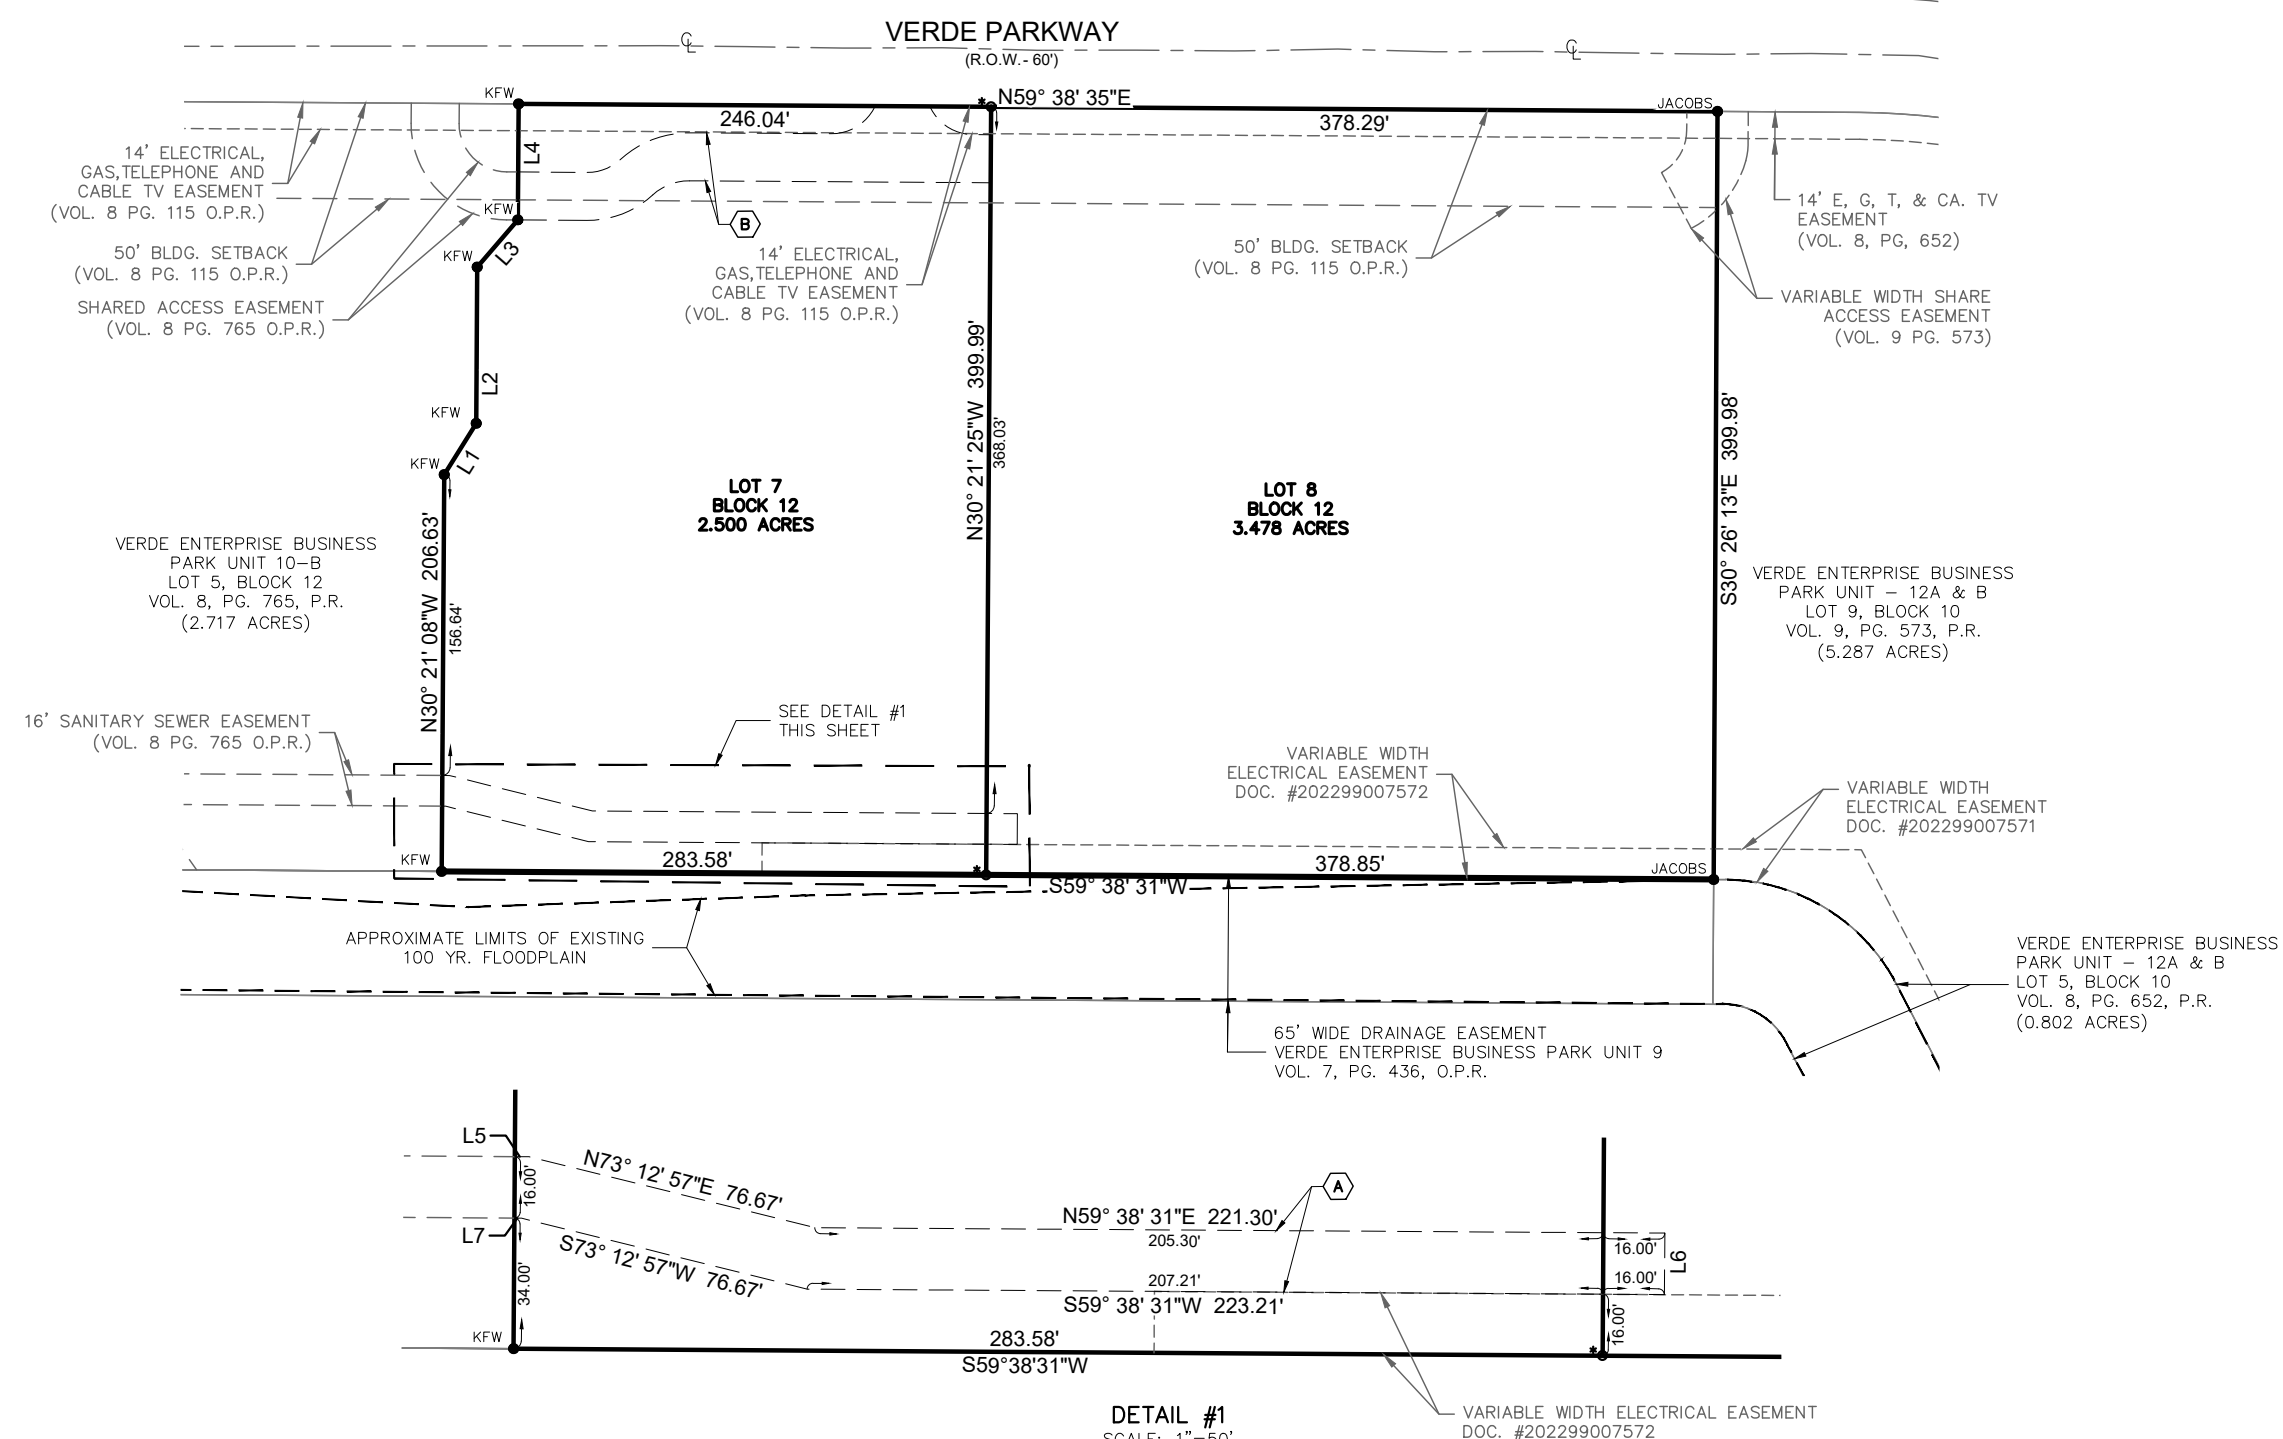 VERDE PARKWAY
(R.O.W.- 60')
℄
℄
KFW
*
N59° 38' 35"E
JACOBS
246.04'
378.29'
L4
14' ELECTRICAL,
GAS,TELEPHONE AND
CABLE TV EASEMENT
(VOL. 8 PG. 115 O.P.R.)
KFW
B
14' E, G, T, & CA. TV
EASEMENT
(VOL. 8, PG, 652)
50' BLDG. SETBACK
(VOL. 8 PG. 115 O.P.R.)
KFW
L3
14' ELECTRICAL,
GAS,TELEPHONE AND
CABLE TV EASEMENT
(VOL. 8 PG. 115 O.P.R.)
50' BLDG. SETBACK
(VOL. 8 PG. 115 O.P.R.)
SHARED ACCESS EASEMENT
(VOL. 8 PG. 765 O.P.R.)
VARIABLE WIDTH SHARE
ACCESS EASEMENT
(VOL. 9 PG. 573)
L2
KFW
KFW
L1
N30° 21' 25"W 399.99'
368.03'
S30° 26' 13"E 399.98'
LOT 7
BLOCK 12
2.500 ACRES
LOT 8
BLOCK 12
3.478 ACRES
VERDE ENTERPRISE BUSINESS
PARK UNIT 10-B
LOT 5, BLOCK 12
VOL. 8, PG. 765, P.R.
(2.717 ACRES)
N30° 21' 08"W 206.63'
156.64'
VERDE ENTERPRISE BUSINESS
PARK UNIT - 12A & B
LOT 9, BLOCK 10
VOL. 9, PG. 573, P.R.
(5.287 ACRES)
16' SANITARY SEWER EASEMENT
(VOL. 8 PG. 765 O.P.R.)
SEE DETAIL #1
THIS SHEET
VARIABLE WIDTH
ELECTRICAL EASEMENT
DOC. #202299007572
VARIABLE WIDTH
ELECTRICAL EASEMENT
DOC. #202299007571
KFW
283.58'
*
378.85'
JACOBS
S59° 38' 31"W
APPROXIMATE LIMITS OF EXISTING
100 YR. FLOODPLAIN
VERDE ENTERPRISE BUSINESS
PARK UNIT - 12A & B
LOT 5, BLOCK 10
VOL. 8, PG. 652, P.R.
(0.802 ACRES)
65' WIDE DRAINAGE EASEMENT
VERDE ENTERPRISE BUSINESS PARK UNIT 9
VOL. 7, PG. 436, O.P.R.
L5
16.00'
N73° 12' 57"E 76.67'
A
N59° 38' 31"E 221.30'
205.30'
16.00'
L6
L7
S73° 12' 57"W 76.67'
34.00'
207.21'
16.00'
S59° 38' 31"W 223.21'
16.00'
KFW
283.58'
*
S59°38'31"W
DETAIL #1
SCALE: 1"=50'
VARIABLE WIDTH ELECTRICAL EASEMENT
DOC. #202299007572